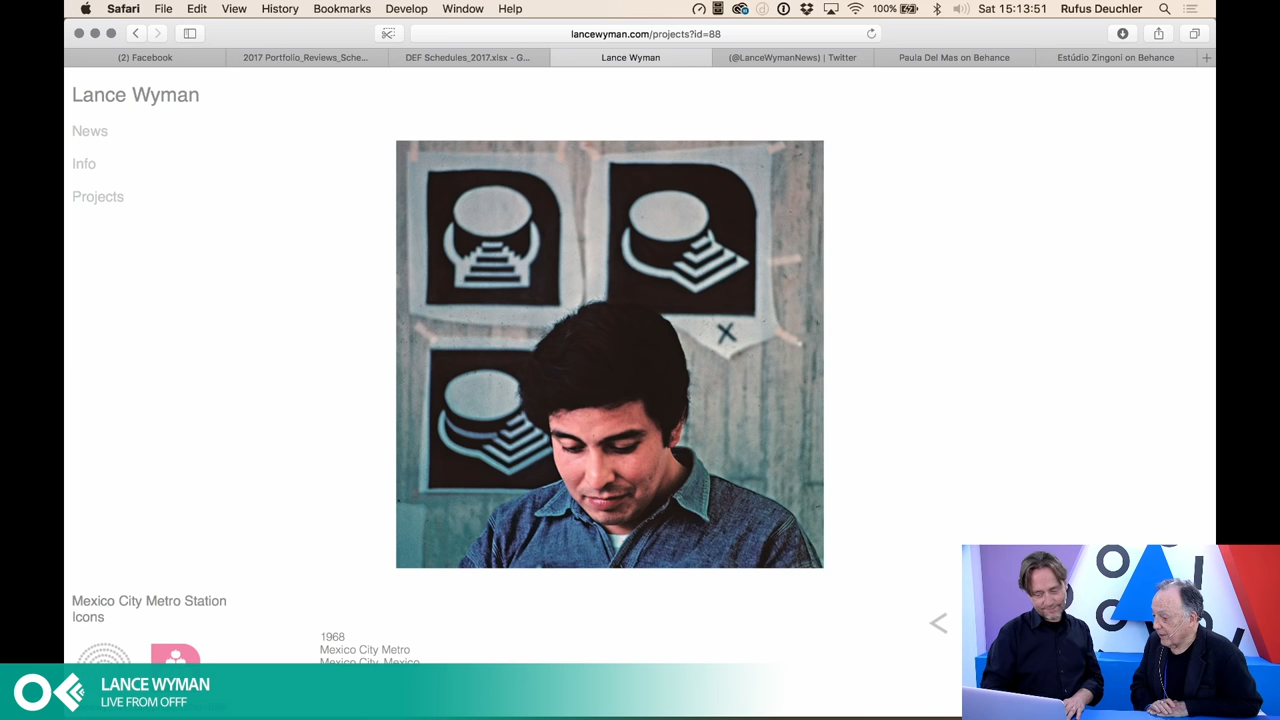 Safari File Edit View History Bookmarks Develop Window Help 100% Sat 15:13:51 Rufus Deuchler
lancewyman.com/projects?id=88
(2) Facebook 2017 Portfolio_Reviews_Sche... DEF Schedules_2017.xlsx - G... Lance Wyman (@LanceWymanNews) | Twitter Paula Del Mas on Behance Estúdio Zingoni on Behance
Lance Wyman
News
Info
Projects
X
Mexico City Metro Station
Icons
1968
Mexico City Metro
Mexico City, Mexico
LANCE WYMAN
LIVE FROM OFFF